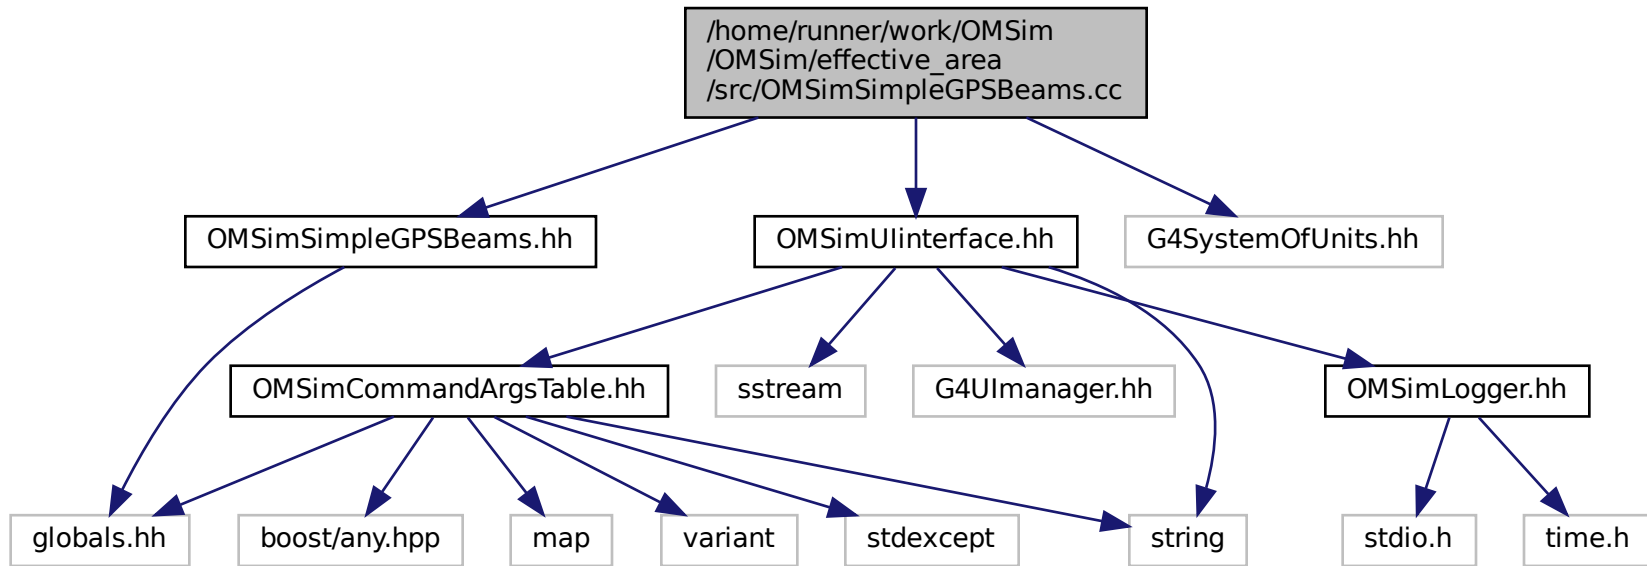 /home/runner/work/OMSim
/OMSim/effective_area
/src/OMSimSimpleGPSBeams.cc
OMSimSimpleGPSBeams.hh
OMSimUIinterface.hh
G4SystemOfUnits.hh
OMSimCommandArgsTable.hh
sstream
G4UImanager.hh
OMSimLogger.hh
globals.hh
boost/any.hpp
map
variant
stdexcept
string
stdio.h
time.h